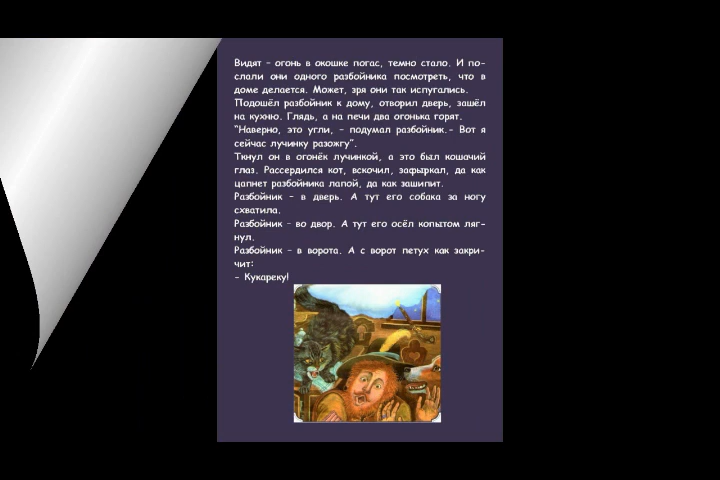 Видят - огонь в окошке погас, темно стало. И по-
слали они одного разбойника посмотреть, что в
доме делается. Может, зря они так испугались.
Подошёл разбойник к дому, отворил дверь, зашёл
на кухню. Глядь, а на печи два огонька горят.
"Наверно, это угли, - подумал разбойник.- Вот я
сейчас лучинку разожгу".
Ткнул он в огонёк лучинкой, а это был кошачий
глаз. Рассердился кот, вскочил, зафыркал, да как
цапнет разбойника лапой, да как зашипит.
Разбойник - в дверь. А тут его собака за ногу
схватила.
Разбойник - во двор. А тут его осёл копытом ляг-
нул.
Разбойник - в ворота. А с ворот петух как закри-
чит:
- Кукареку!